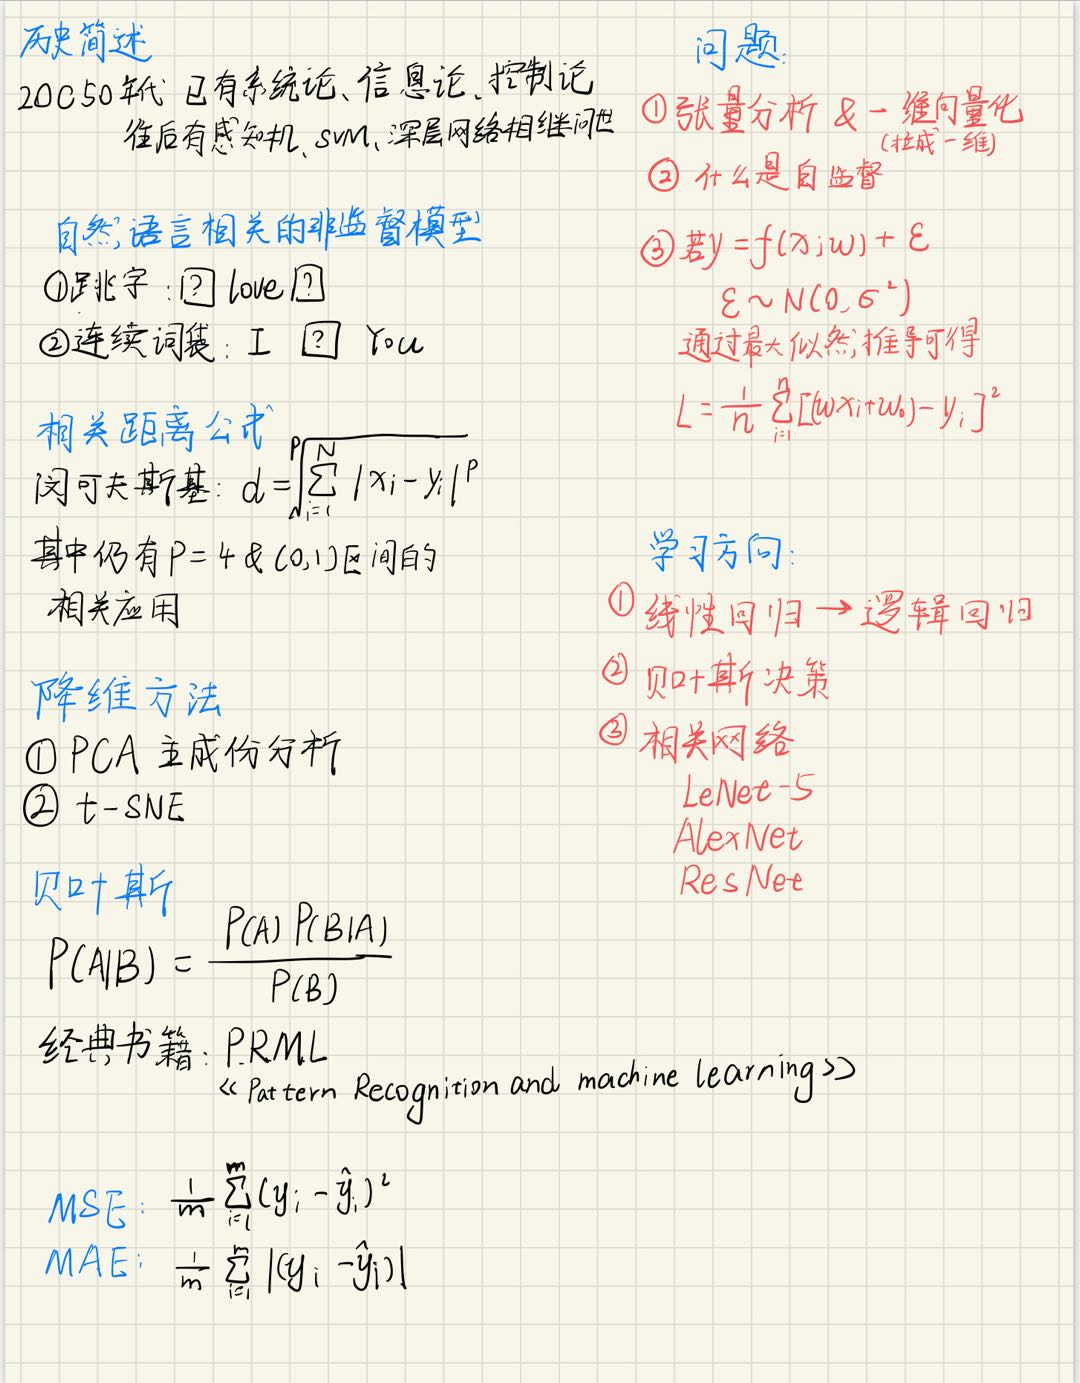 历史简述
20C50年代 已有系统论、信息论、控制论
往后有感知机、SVM、深层网络相继问世
自然语言相关的非监督模型
①跳字：[?] love [?]
②连续词袋：I [?] You
相关距离公式
闵可夫斯基：d = \sqrt[p]{\sum_{i=1}^{N} |x_i - y_i|^p}
其中仍有P=4 & (0,1)区间的
相关应用
降维方法
① PCA 主成份分析
② t-SNE
贝叶斯
P(A|B) = \frac{P(A) P(B|A)}{P(B)}
经典书籍：PRML
《Pattern Recognition and machine learning》
MSE: \frac{1}{m} \sum_{i=1}^{m} (y_i - \hat{y}_i)^2
MAE: \frac{1}{m} \sum_{i=1}^{m} |(y_i - \hat{y}_i)|
问题:
①张量分析 & 一维向量化
(拉成一维)
② 什么是自监督
③ 若y = f(x;w) + ε
ε ~ N(0, σ²)
通过最大似然,推导可得
L = \frac{1}{n} \sum_{i=1}^{n} [(wx_i + w_0) - y_i]^2
学习方向:
① 线性回归 → 逻辑回归
② 贝叶斯决策
③ 相关网络
LeNet-5
AlexNet
ResNet